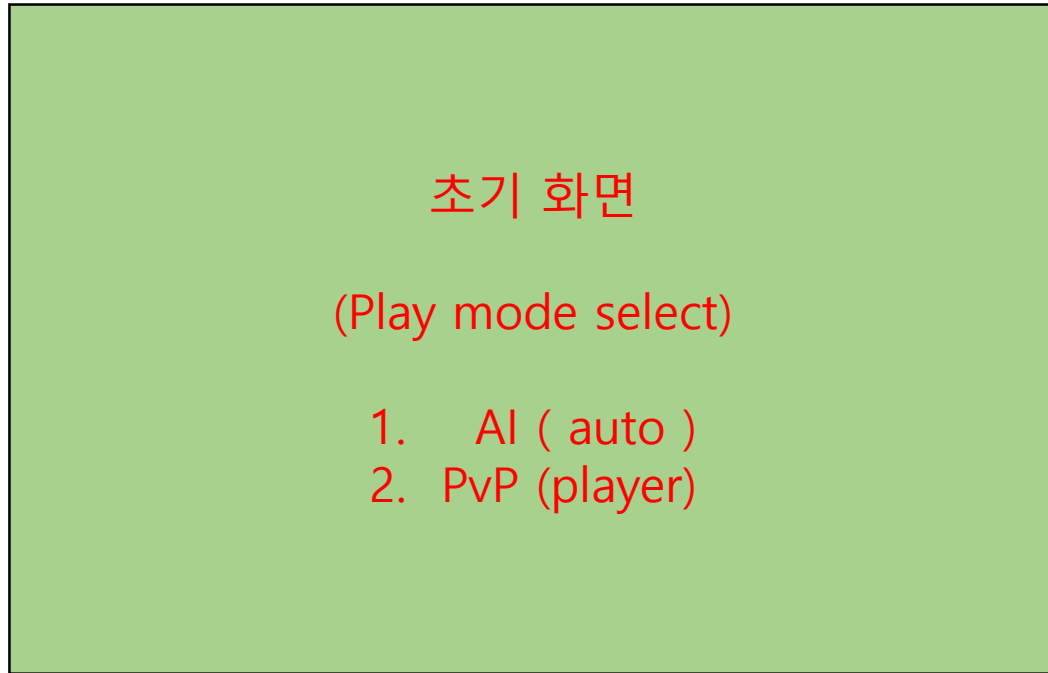 초기 화면
(Play mode select)
1. AI ( auto )
2. PvP (player)